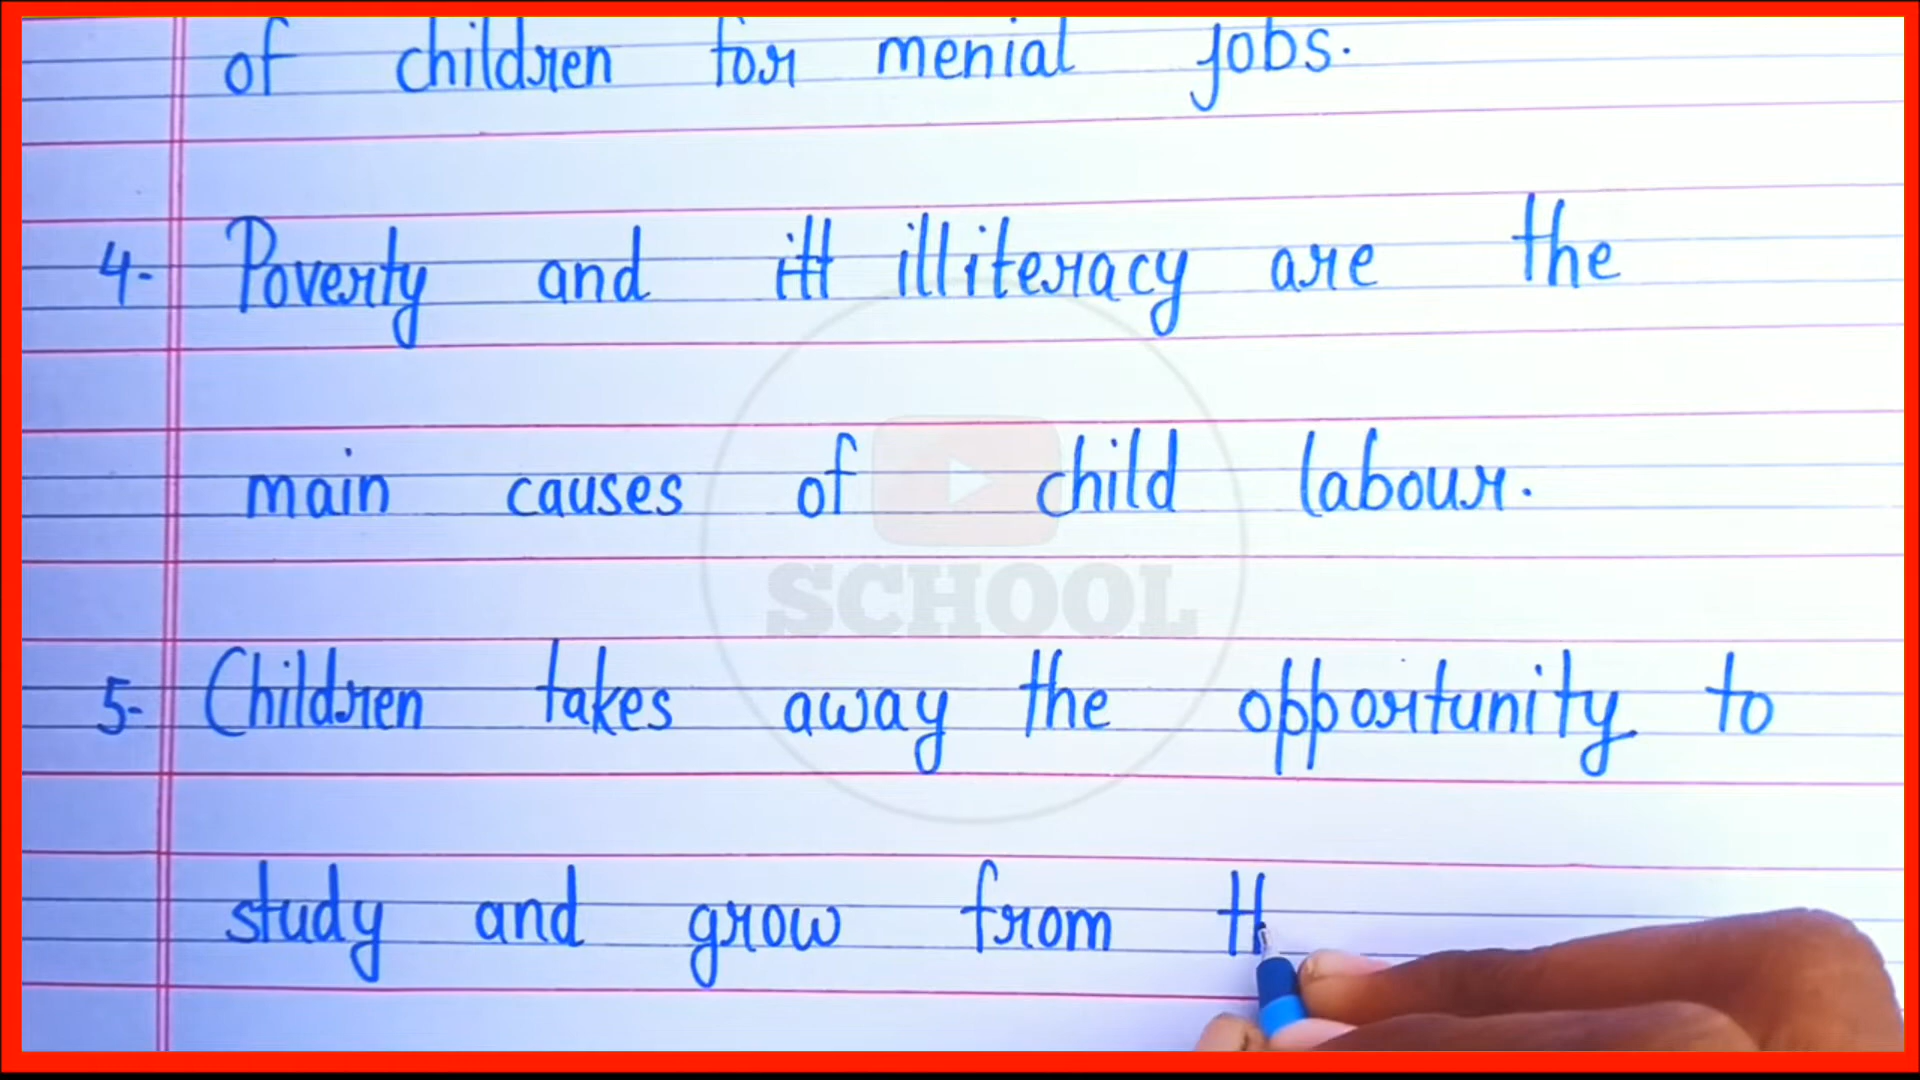 of children for menial jobs.
4- Poverty and itt illiteracy are the
main causes of child labour.
SCHOOL
5- Children takes away the opportunity to
study and grow from th